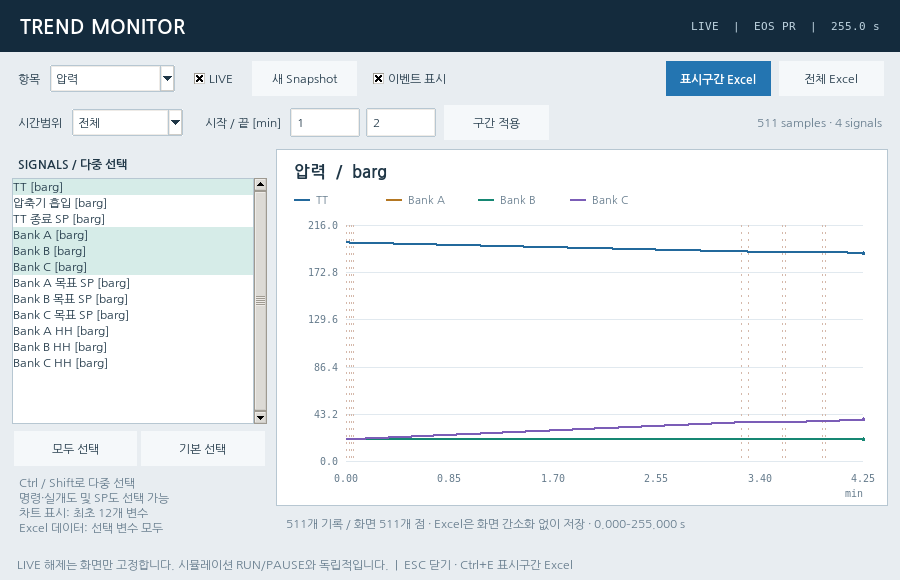 TREND MONITOR
LIVE | EOS PR | 255.0 s
항목 압력 LIVE 새 Snapshot 이벤트 표시 표시구간 Excel 전체 Excel
시간범위 전체 시작 / 끝 [min] 1 2 구간 적용 511 samples · 4 signals
SIGNALS / 다중 선택
TT [barg]
압축기 흡입 [barg]
TT 종료 SP [barg]
Bank A [barg]
Bank B [barg]
Bank C [barg]
Bank A 목표 SP [barg]
Bank B 목표 SP [barg]
Bank C 목표 SP [barg]
Bank A HH [barg]
Bank B HH [barg]
Bank C HH [barg]
모두 선택 기본 선택
Ctrl / Shift로 다중 선택
명령·실개도 및 SP도 선택 가능
차트 표시: 최초 12개 변수
Excel 데이터: 선택 변수 모두
압력 / barg
TT Bank A Bank B Bank C
216.0
172.8
129.6
86.4
43.2
0.0
0.00 0.85 1.70 2.55 3.40 4.25
min
511개 기록 / 화면 511개 점 · Excel은 화면 간소화 없이 저장 · 0.000–255.000 s
LIVE 해제는 화면만 고정합니다. 시뮬레이션 RUN/PAUSE와 독립적입니다. | ESC 닫기 · Ctrl+E 표시구간 Excel